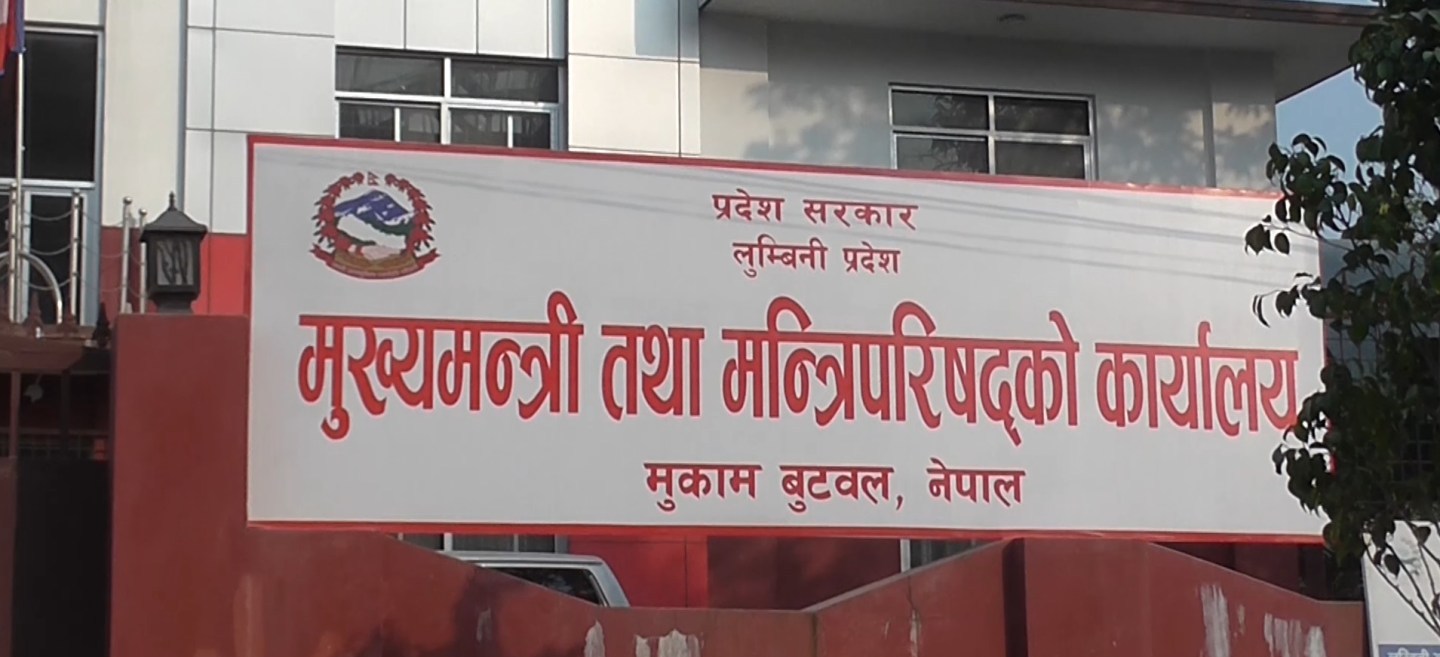 प्रदेश सरकार
लुम्बिनी प्रदेश
मुख्यमन्त्री तथा मन्त्रिपरिषद्को कार्यालय
मुकाम बुटवल, नेपाल